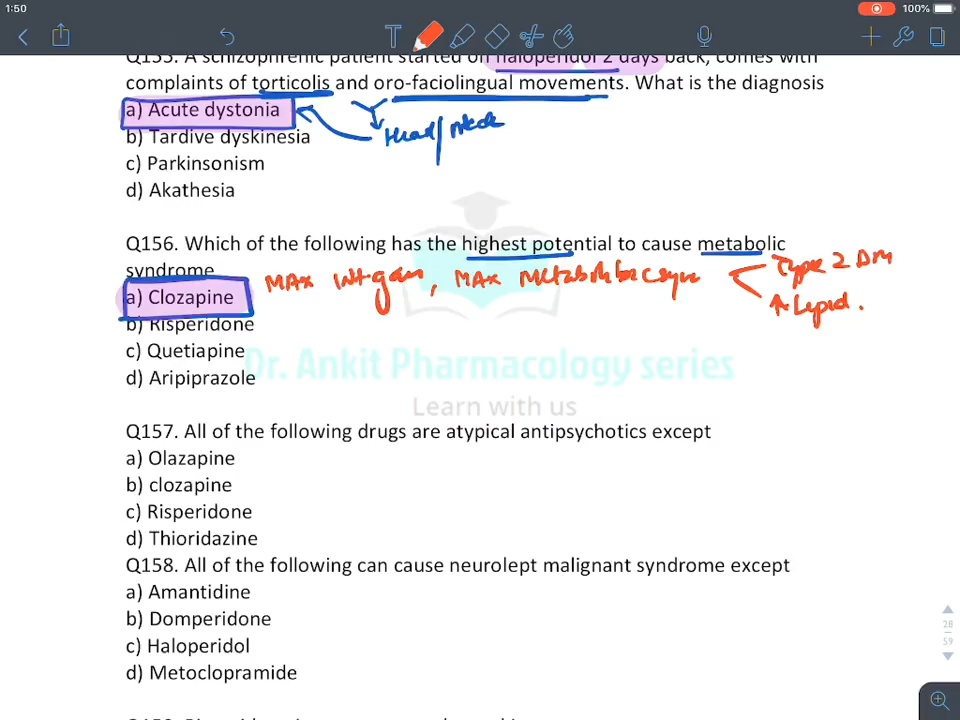 1:50
100%
T
Q155. A schizophrenic patient started on haloperidol 2 days back, comes with
complaints of torticolis and oro-faciolingual movements. What is the diagnosis
a) Acute dystonia
Head/neck
b) Tardive dyskinesia
c) Parkinsonism
d) Akathesia
Q156. Which of the following has the highest potential to cause metabolic
syndrome
MAX wt gain, MAX Metabolic syn
Type 2 DM
↑ Lipid.
a) Clozapine
b) Risperidone
c) Quetiapine
Dr. Ankit Pharmacology series
d) Aripiprazole
Learn with us
Q157. All of the following drugs are atypical antipsychotics except
a) Olazapine
b) clozapine
c) Risperidone
d) Thioridazine
Q158. All of the following can cause neurolept malignant syndrome except
a) Amantidine
b) Domperidone
c) Haloperidol
d) Metoclopramide
28
59